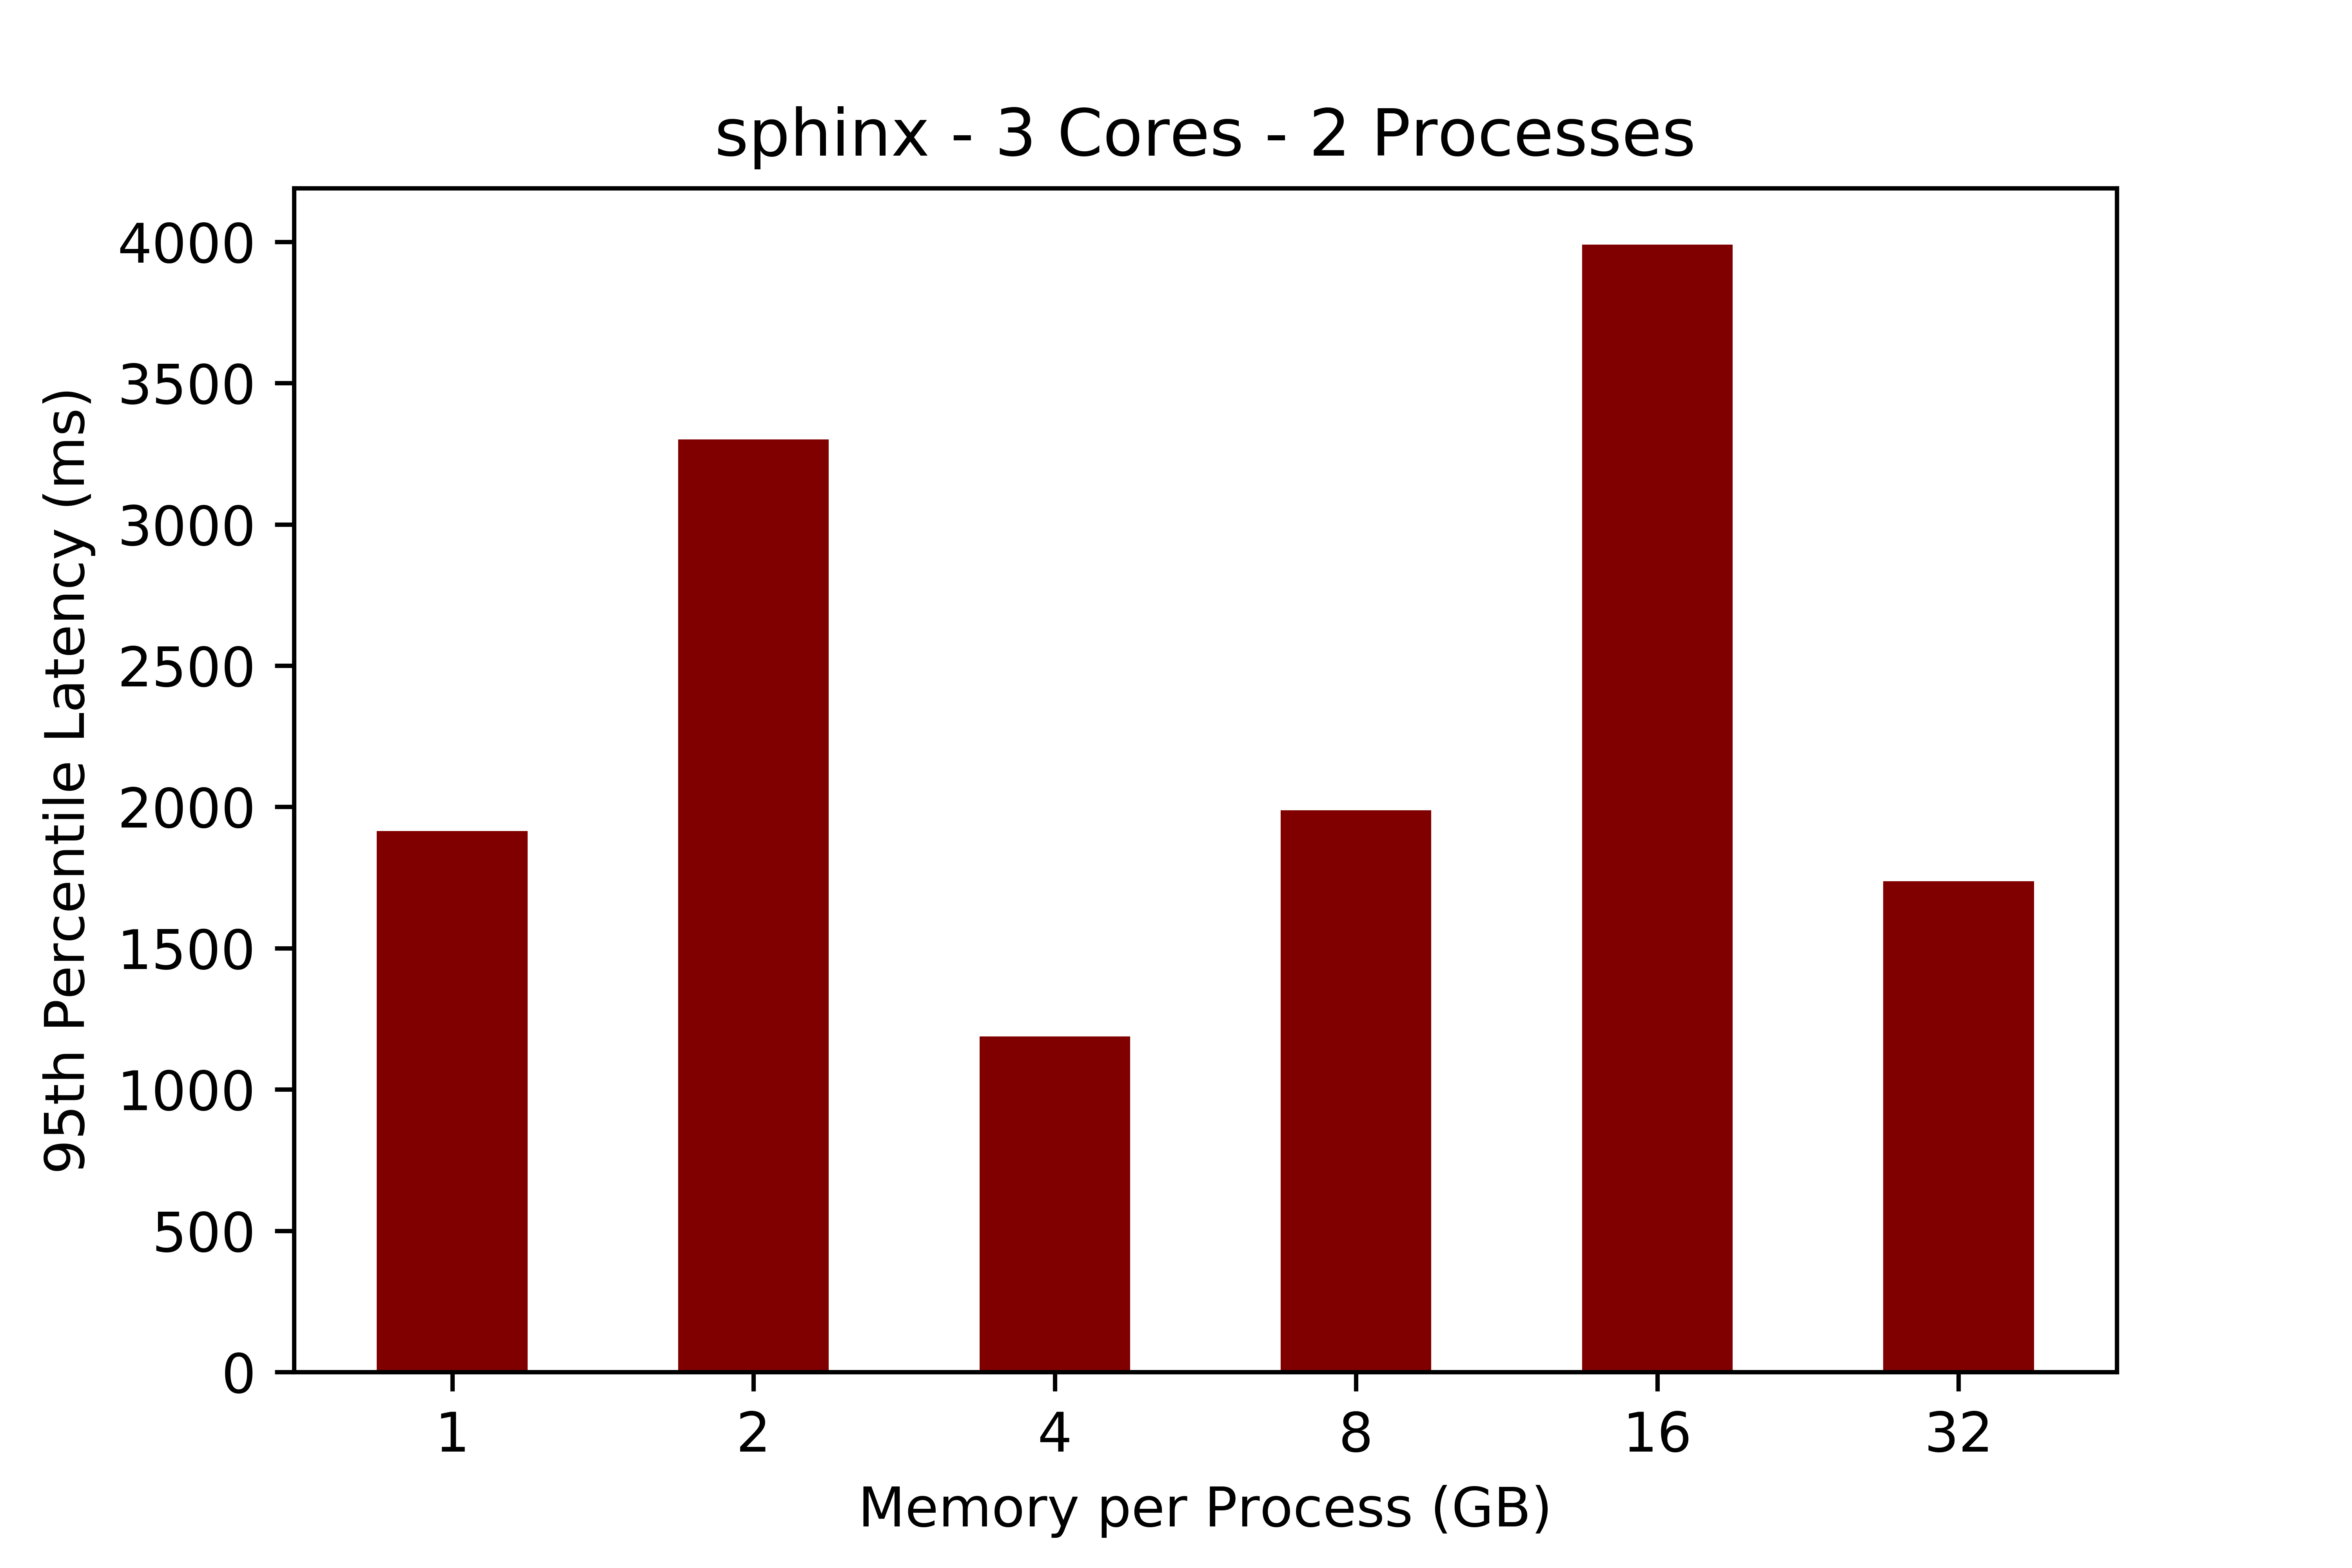 sphinx - 3 Cores - 2 Processes
95th Percentile Latency (ms)
4000
3500
3000
2500
2000
1500
1000
500
0
1 2 4 8 16 32
Memory per Process (GB)